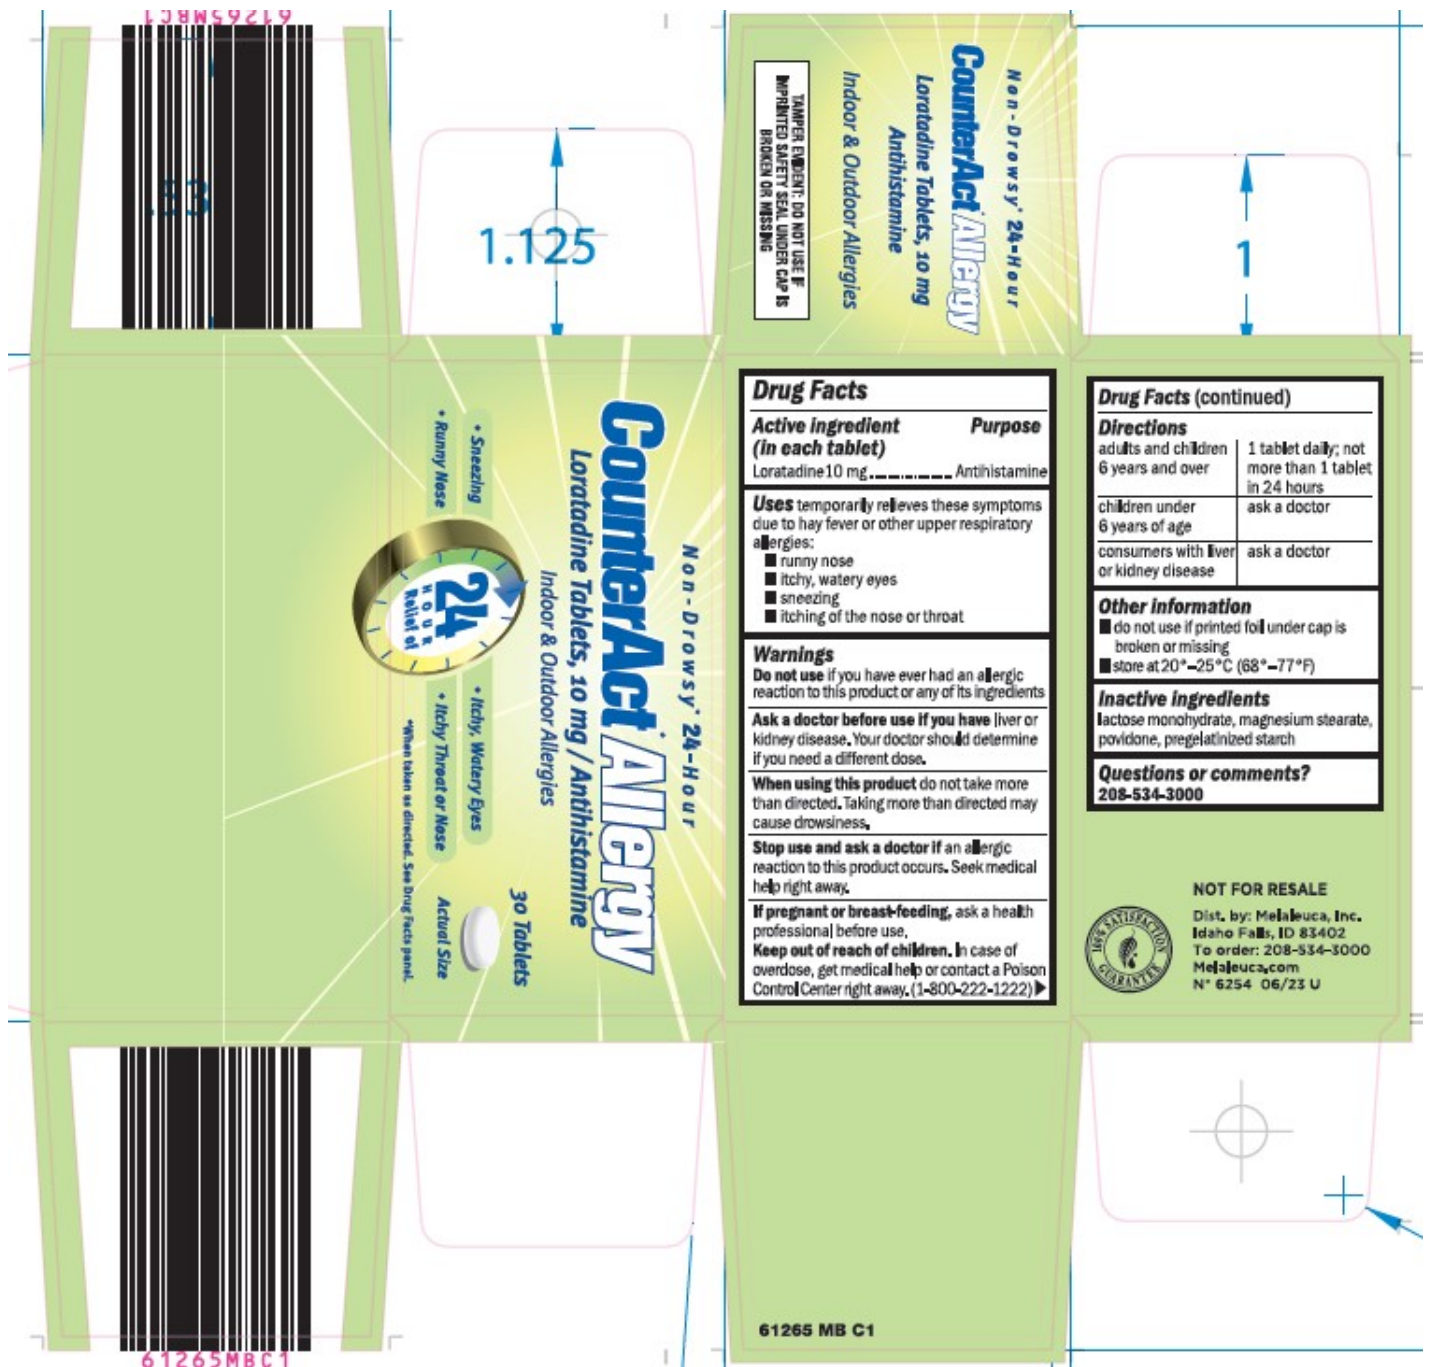 61265MBC1
.83
1.125
1
Non-Drowsy* 24-Hour
CounterAct® Allergy
Loratadine Tablets, 10 mg
Antihistamine
Indoor & Outdoor Allergies
TAMPER EVIDENT: DO NOT USE IF
IMPRINTED SAFETY SEAL UNDER CAP IS
BROKEN OR MISSING
Non-Drowsy* 24-Hour
CounterAct® Allergy
Loratadine Tablets, 10 mg / Antihistamine
Indoor & Outdoor Allergies
• Sneezing
• Runny Nose
24
HOUR
Relief of
• Itchy, Watery Eyes
• Itchy Throat or Nose
30 Tablets
Actual Size
*When taken as directed. See Drug Facts panel.
Drug Facts
Active ingredient Purpose
(in each tablet)
Loratadine 10 mg ............... Antihistamine
Uses temporarily relieves these symptoms
due to hay fever or other upper respiratory
allergies:
■ runny nose
■ itchy, watery eyes
■ sneezing
■ itching of the nose or throat
Warnings
Do not use if you have ever had an allergic
reaction to this product or any of its ingredients
Ask a doctor before use if you have liver or
kidney disease. Your doctor should determine
if you need a different dose.
When using this product do not take more
than directed. Taking more than directed may
cause drowsiness.
Stop use and ask a doctor if an allergic
reaction to this product occurs. Seek medical
help right away.
If pregnant or breast-feeding, ask a health
professional before use.
Keep out of reach of children. In case of
overdose, get medical help or contact a Poison
Control Center right away. (1-800-222-1222) ▶
Drug Facts (continued)
Directions
adults and children 1 tablet daily; not
6 years and over more than 1 tablet
in 24 hours
children under ask a doctor
6 years of age
consumers with liver ask a doctor
or kidney disease
Other information
■ do not use if printed foil under cap is
broken or missing
■ store at 20°–25°C (68°–77°F)
Inactive ingredients
lactose monohydrate, magnesium stearate,
povidone, pregelatinized starch
Questions or comments?
208-534-3000
100% SATISFACTION
GUARANTEE
NOT FOR RESALE
Dist. by: Melaleuca, Inc.
Idaho Falls, ID 83402
To order: 208-534-3000
Melaleuca.com
N° 6254 06/23 U
61265 MB C1
61265MBC1